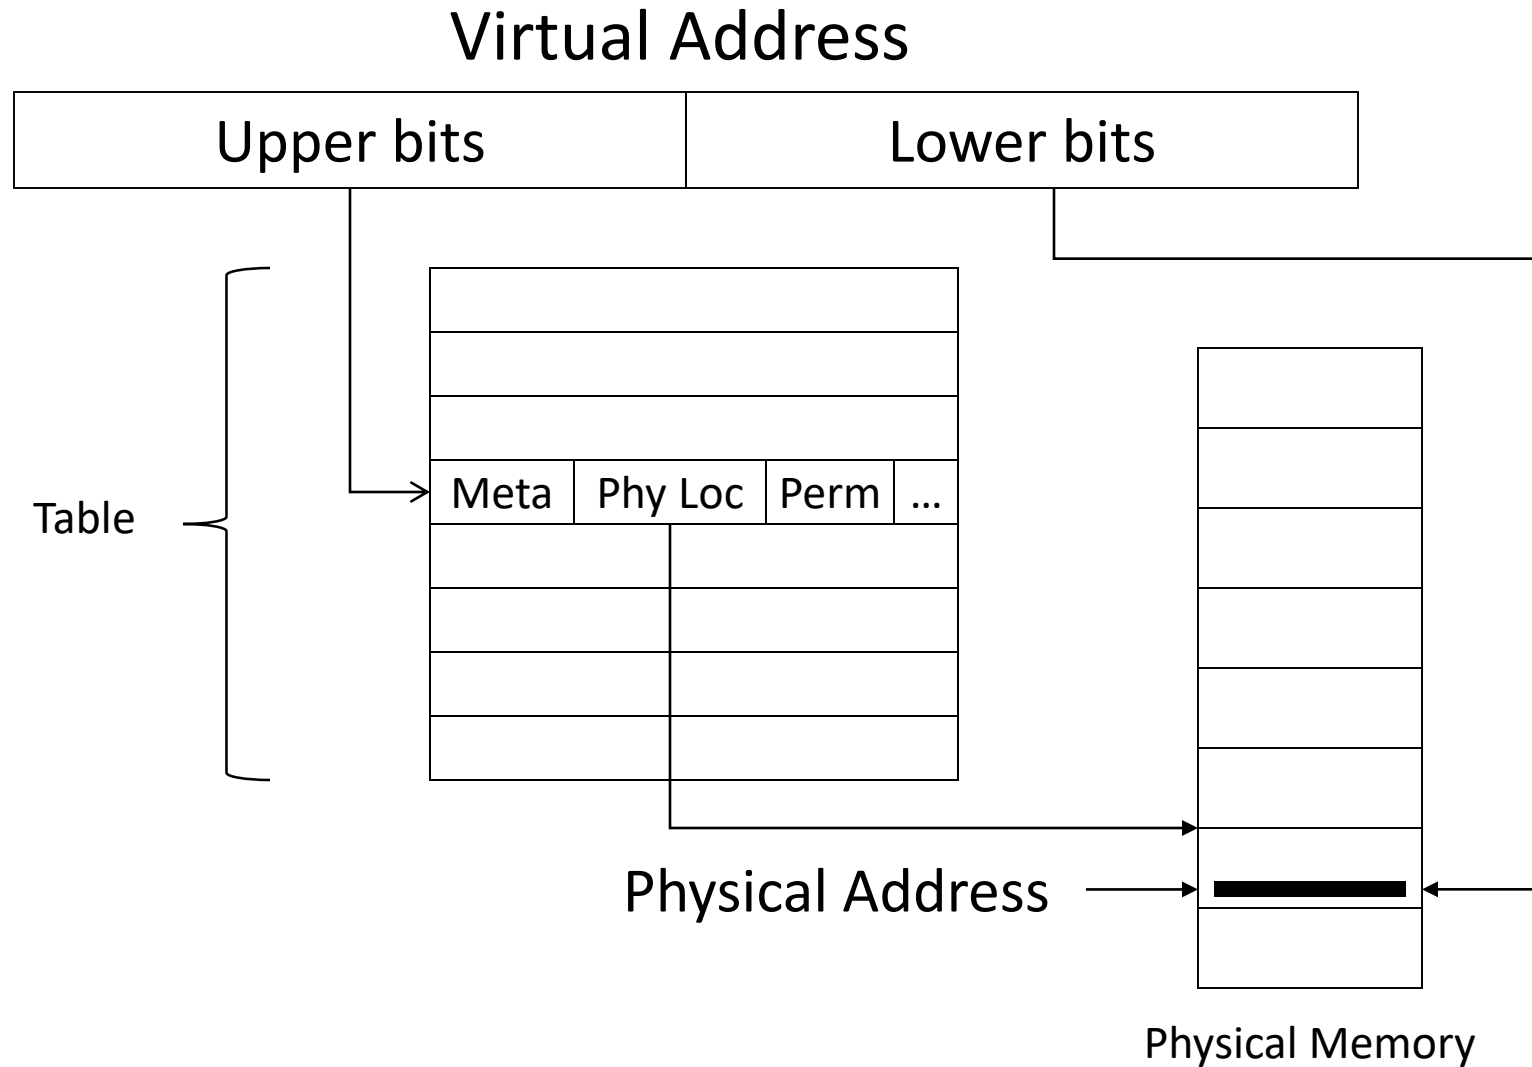 Virtual Address
Upper bits
Lower bits
Meta
Phy Loc
Perm
...
Table
Physical Address
Physical Memory